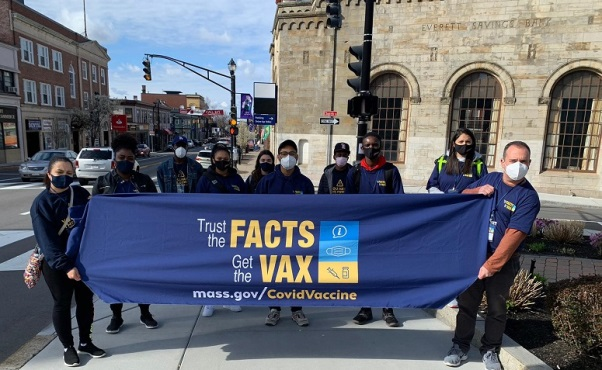 EVERETT SAVINGS BANK
Trust the FACTS
Get the VAX
mass.gov/CovidVaccine